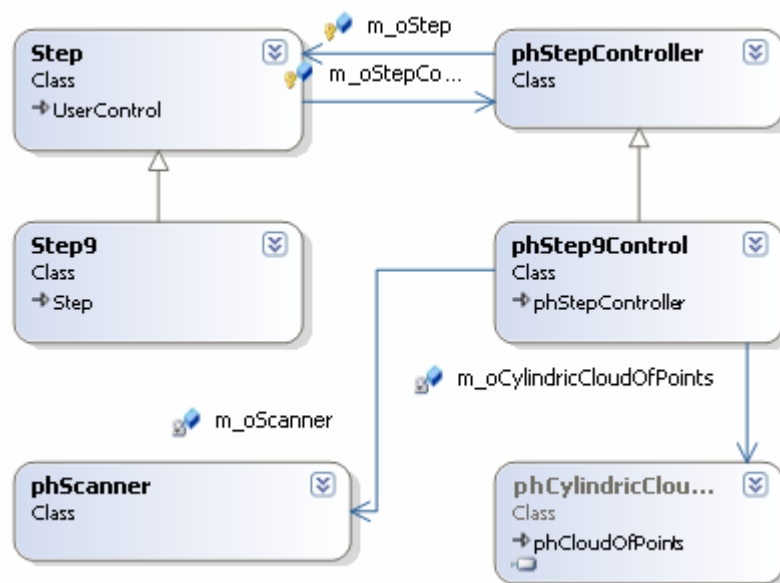 m_oStep
Step
Class
UserControl
m_oStepCo...
phStepController
Class
Step9
Class
Step
phStep9Control
Class
phStepController
m_oCylindricCloudOfPoints
m_oScanner
phScanner
Class
phCylindricClou...
Class
phCloudOfPoints